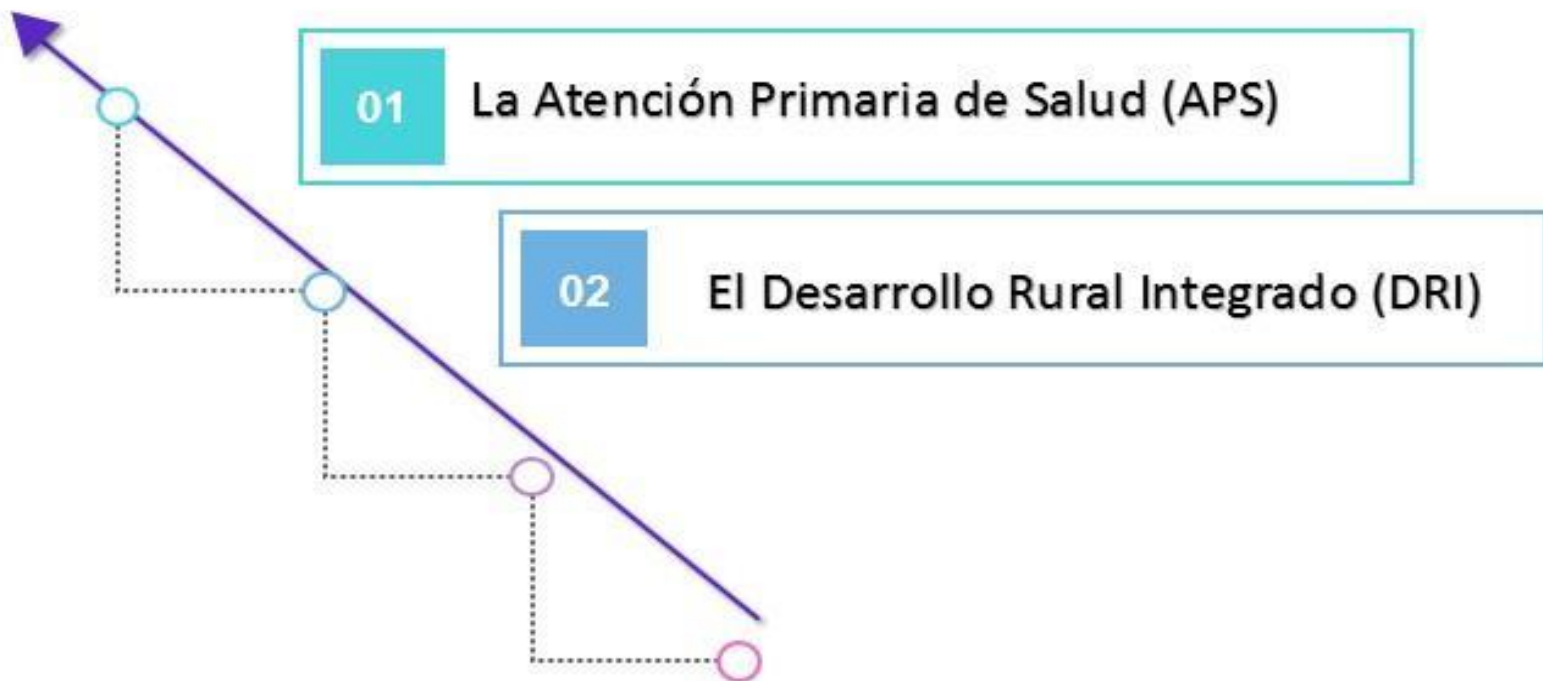 01 La Atención Primaria de Salud (APS)
02 El Desarrollo Rural Integrado (DRI)